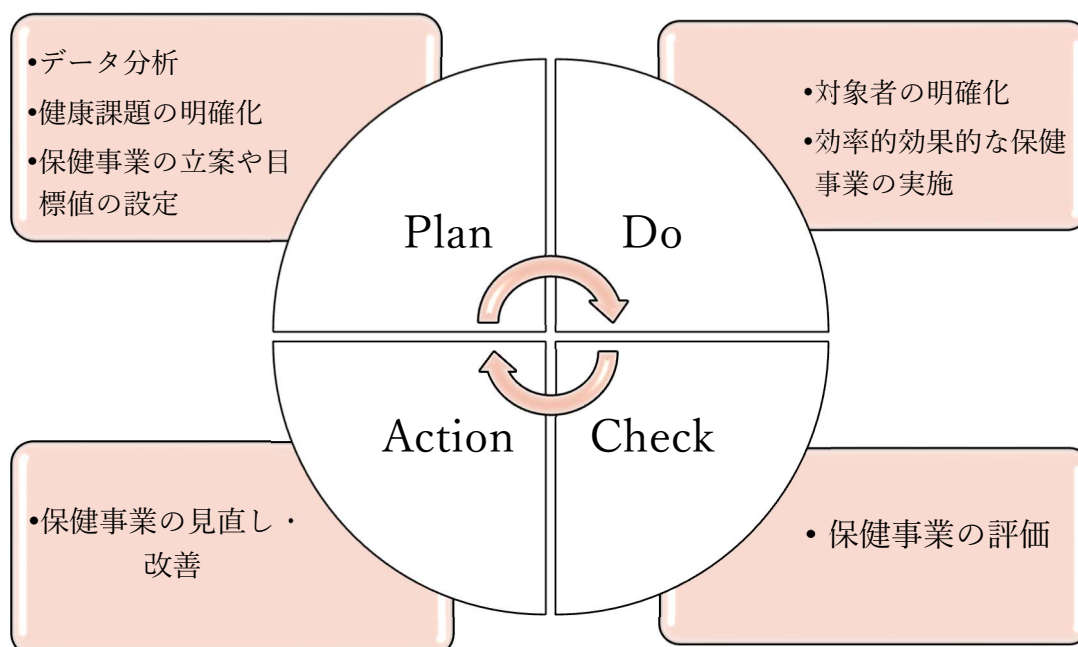 •データ分析
•健康課題の明確化
•保健事業の立案や目
標値の設定
•対象者の明確化
•効率的効果的な保健
事業の実施
Plan
Do
Action
Check
•保健事業の見直し・
改善
• 保健事業の評価